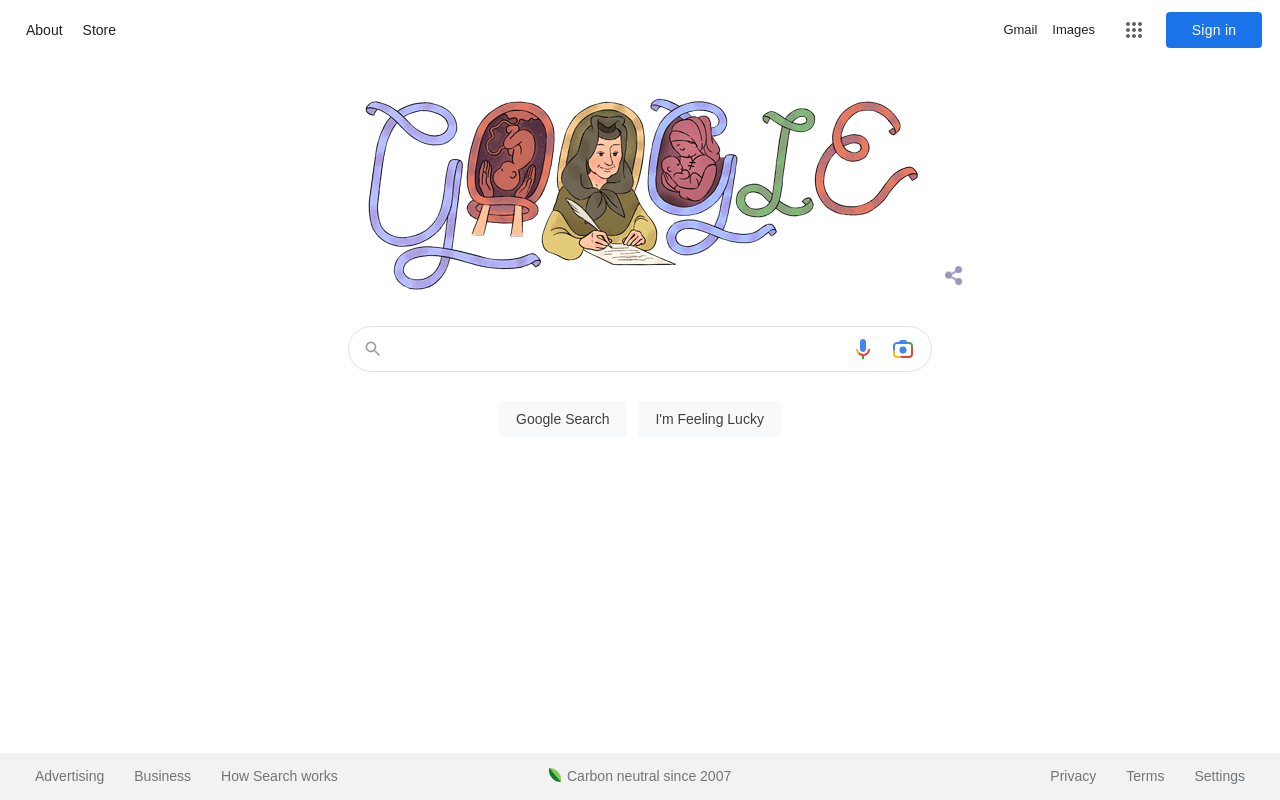 About
Store
Gmail
Images
Sign in
GOOGLE
Google Search
I'm Feeling Lucky
Advertising
Business
How Search works
Carbon neutral since 2007
Privacy
Terms
Settings